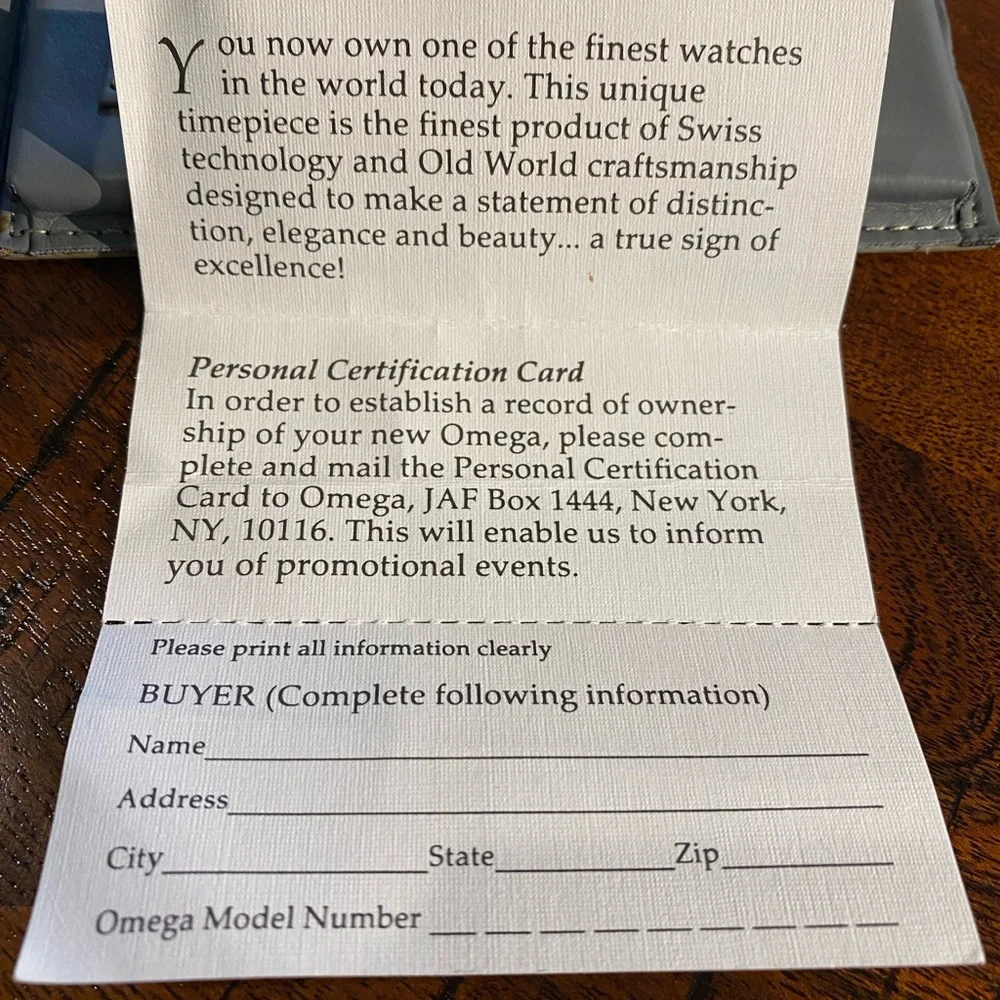 You now own one of the finest watches
in the world today. This unique
timepiece is the finest product of Swiss
technology and Old World craftsmanship
designed to make a statement of distinc-
tion, elegance and beauty... a true sign of
excellence!
Personal Certification Card
In order to establish a record of owner-
ship of your new Omega, please com-
plete and mail the Personal Certification
Card to Omega, JAF Box 1444, New York,
NY, 10116. This will enable us to inform
you of promotional events.
Please print all information clearly
BUYER (Complete following information)
Name
Address
City State Zip
Omega Model Number